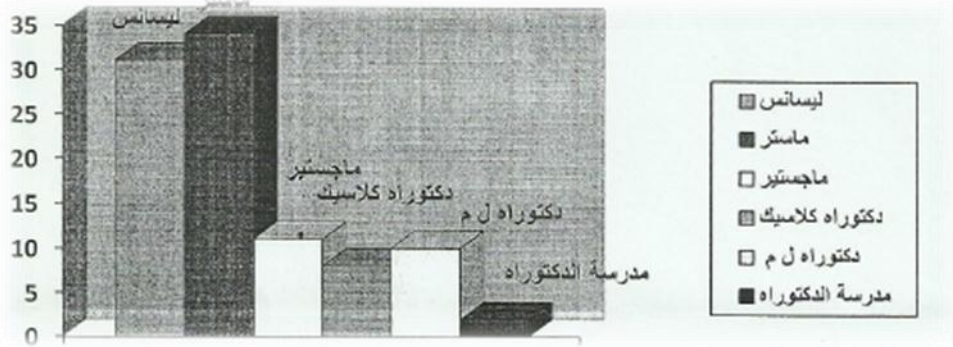 35
30
25
20
15
10
5
0
ليسانس
ماجستير
دكتوراه كلاسيك
دكتوراه ل م
مدرسة الدكتوراه
ليسانس
ماستر
ماجستير
دكتوراه كلاسيك
دكتوراه ل م
مدرسة الدكتوراه